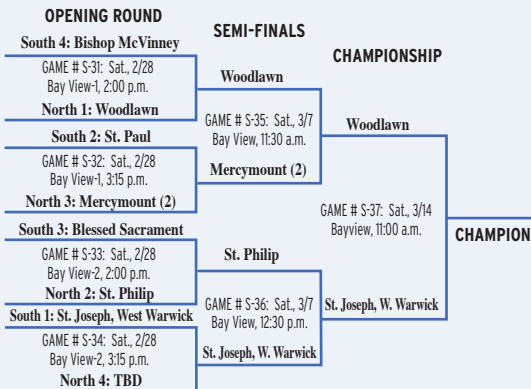 OPENING ROUND
SEMI-FINALS
CHAMPIONSHIP
South 4: Bishop McVinney
GAME # S-31: Sat., 2/28
Bay View-1, 2:00 p.m.
North 1: Woodlawn
South 2: St. Paul
GAME # S-32: Sat., 2/28
Bay View-1, 3:15 p.m.
North 3: Mercymount (2)
South 3: Blessed Sacrament
GAME # S-33: Sat., 2/28
Bay View-2, 2:00 p.m.
North 2: St. Philip
South 1: St. Joseph, West Warwick
GAME # S-34: Sat., 2/28
Bay View-2, 3:15 p.m.
North 4: TBD
Woodlawn
GAME # S-35: Sat., 3/7
Bay View, 11:30 a.m.
Mercymount (2)
St. Philip
GAME # S-36: Sat., 3/7
Bay View, 12:30 p.m.
St. Joseph, W. Warwick
Woodlawn
GAME # S-37: Sat., 3/14
Bayview, 11:00 a.m.
St. Joseph, W. Warwick
CHAMPION